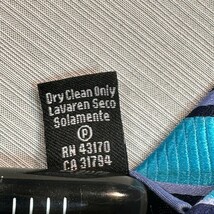 Dry Clean Only
LaVaren Seco
Solamente
P
RN 43170
CA 31794